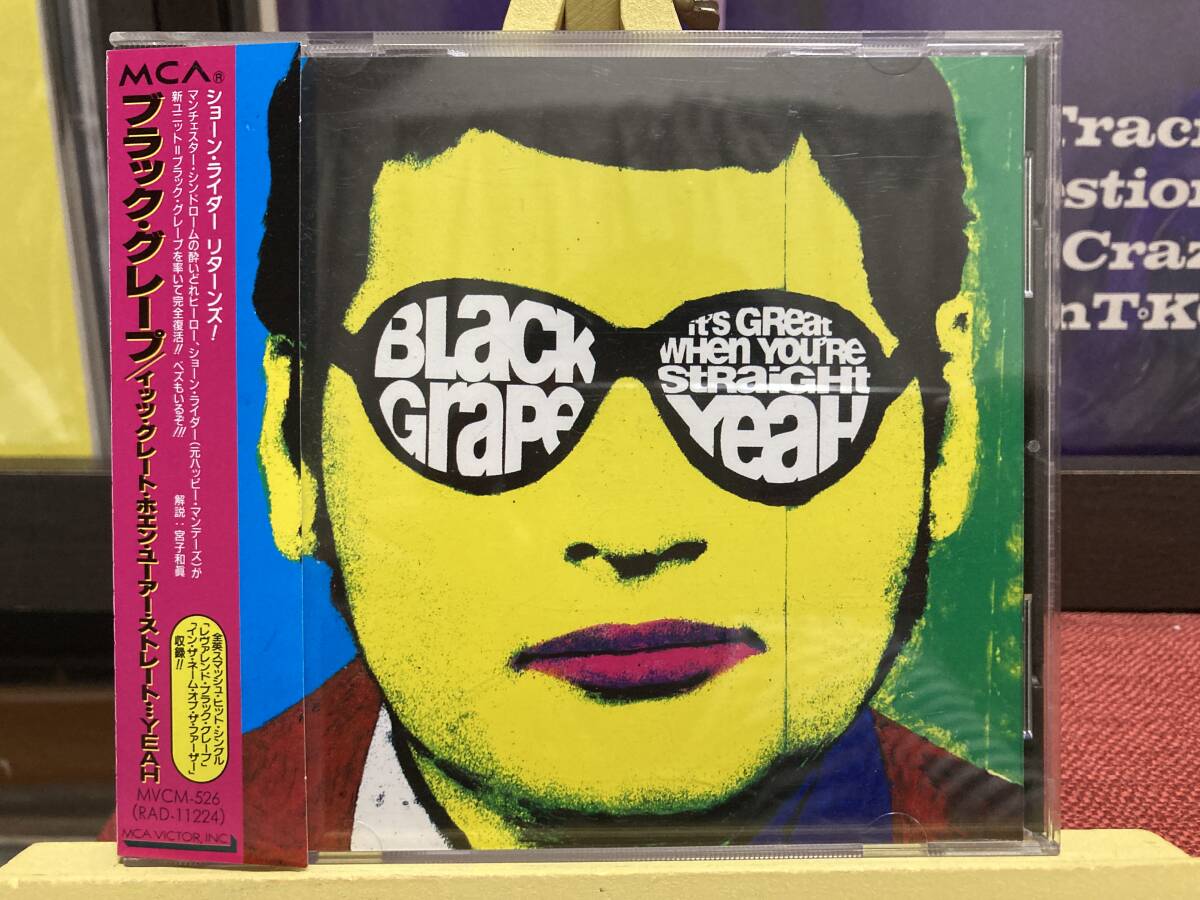 MCA®
ブラック・グレープ/イッツ・グレート・ホエン・ユーアー・ストレート…YEAH
ショーン・ライダー リターンズ!
マンチェスター・シンドロームの酔いどれヒーロー、ショーン・ライダー(元ハッピー・マンデーズ)が
新ユニット=ブラック・グレープを率いて完全復活!! ベズもいるぞ!!!
解説:宮子和眞
全英スマッシュ・ヒット・シングル
「レヴァレンド・ブラック・グレープ」
「イン・ザ・ネーム・オブ・ザ・ファーザー」
収録!!
MVCM-526
(RAD-11224)
MCA VICTOR, INC.
BLack
GraPe
it's GReat
WHen YOU'Re
StRaiGHt
Yeah
Trac
estion
Craz
nT·K